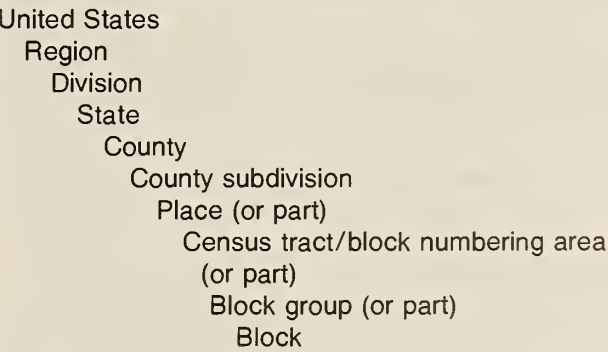 United States
Region
Division
State
County
County subdivision
Place (or part)
Census tract/block numbering area
(or part)
Block group (or part)
Block